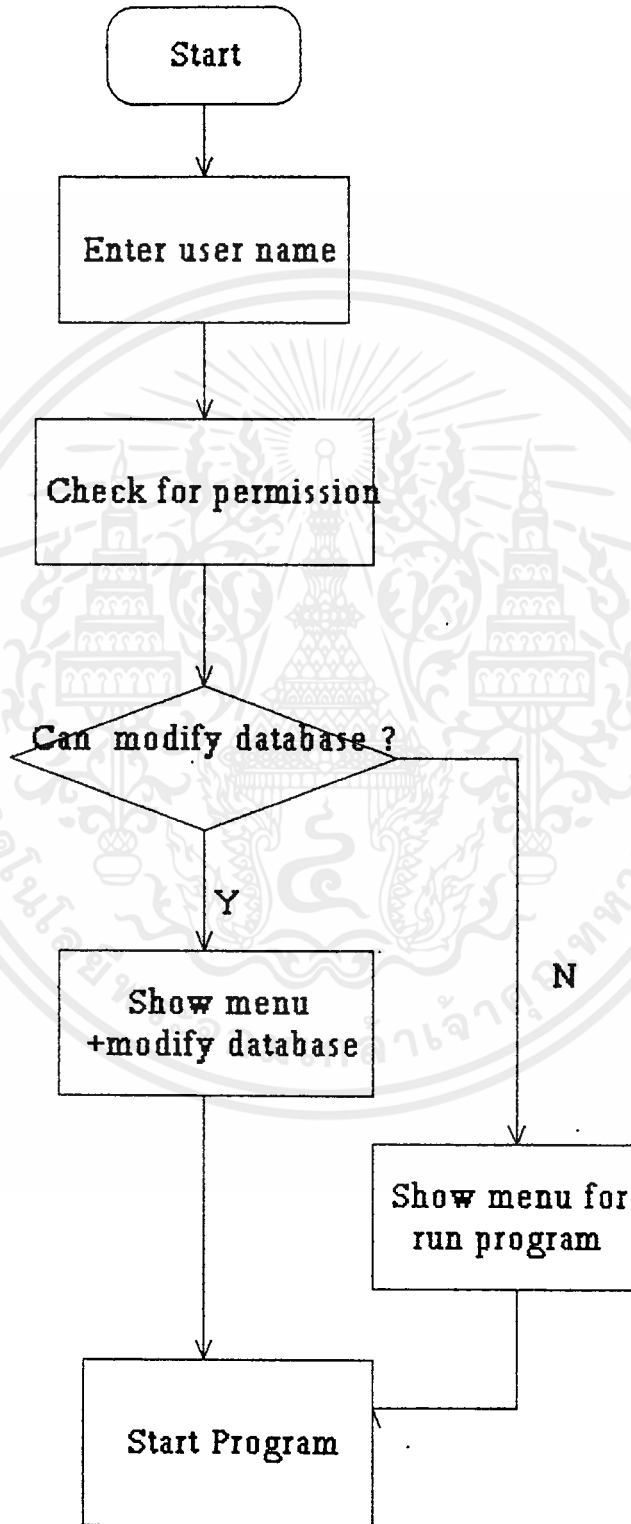 Start
Enter user name
Check for permission
Can modify database ?
Y
N
Show menu
+modify database
Show menu for
run program
Start Program